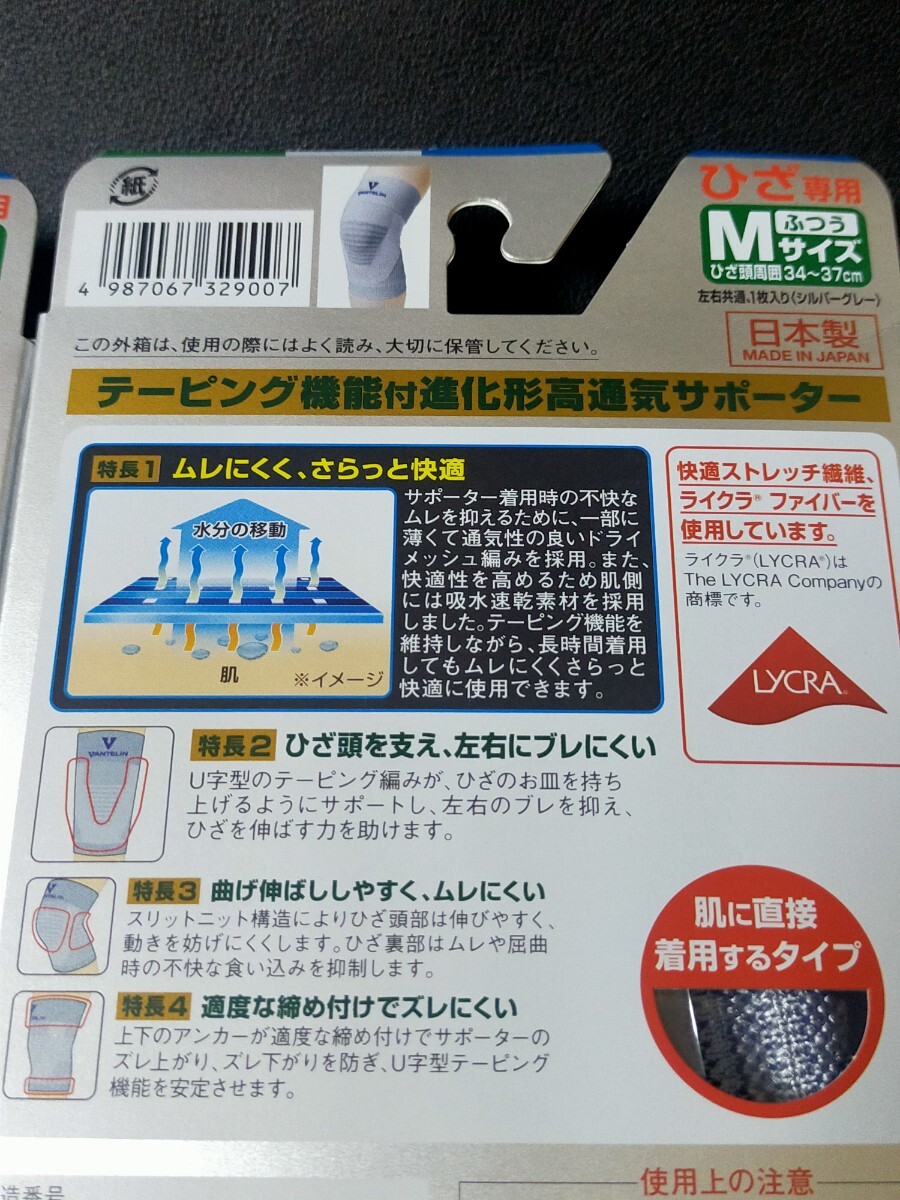 用
紙
VANTELIN
4 987067 329007
ひざ専用
Mふつうサイズ
ひざ頭周囲34〜37cm
左右共通、1枚入り〈シルバーグレー〉
日本製
MADE IN JAPAN
この外箱は、使用の際にはよく読み、大切に保管してください。
テーピング機能付進化形高通気サポーター
特長1 ムレにくく、さらっと快適
水分の移動
肌
※イメージ
サポーター着用時の不快な
ムレを抑えるために、一部に
薄くて通気性の良いドライ
メッシュ編みを採用。また、
快適性を高めるため肌側
には吸水速乾素材を採用
しました。テーピング機能を
維持しながら、長時間着用
してもムレにくくさらっと
快適に使用できます。
快適ストレッチ繊維、
ライクラ® ファイバーを
使用しています。
ライクラ®(LYCRA®)は
The LYCRA Companyの
商標です。
LYCRA®
VANTELIN
特長2 ひざ頭を支え、左右にブレにくい
U字型のテーピング編みが、ひざのお皿を持ち
上げるようにサポートし、左右のブレを抑え、
ひざを伸ばす力を助けます。
特長3 曲げ伸ばししやすく、ムレにくい
スリットニット構造によりひざ頭部は伸びやすく、
動きを妨げにくくします。ひざ裏部はムレや屈曲
時の不快な食い込みを抑制します。
特長4 適度な締め付けでズレにくい
上下のアンカーが適度な締め付けでサポーターの
ズレ上がり、ズレ下がりを防ぎ、U字型テーピング
機能を安定させます。
肌に直接
着用するタイプ
造番号
使用上の注意